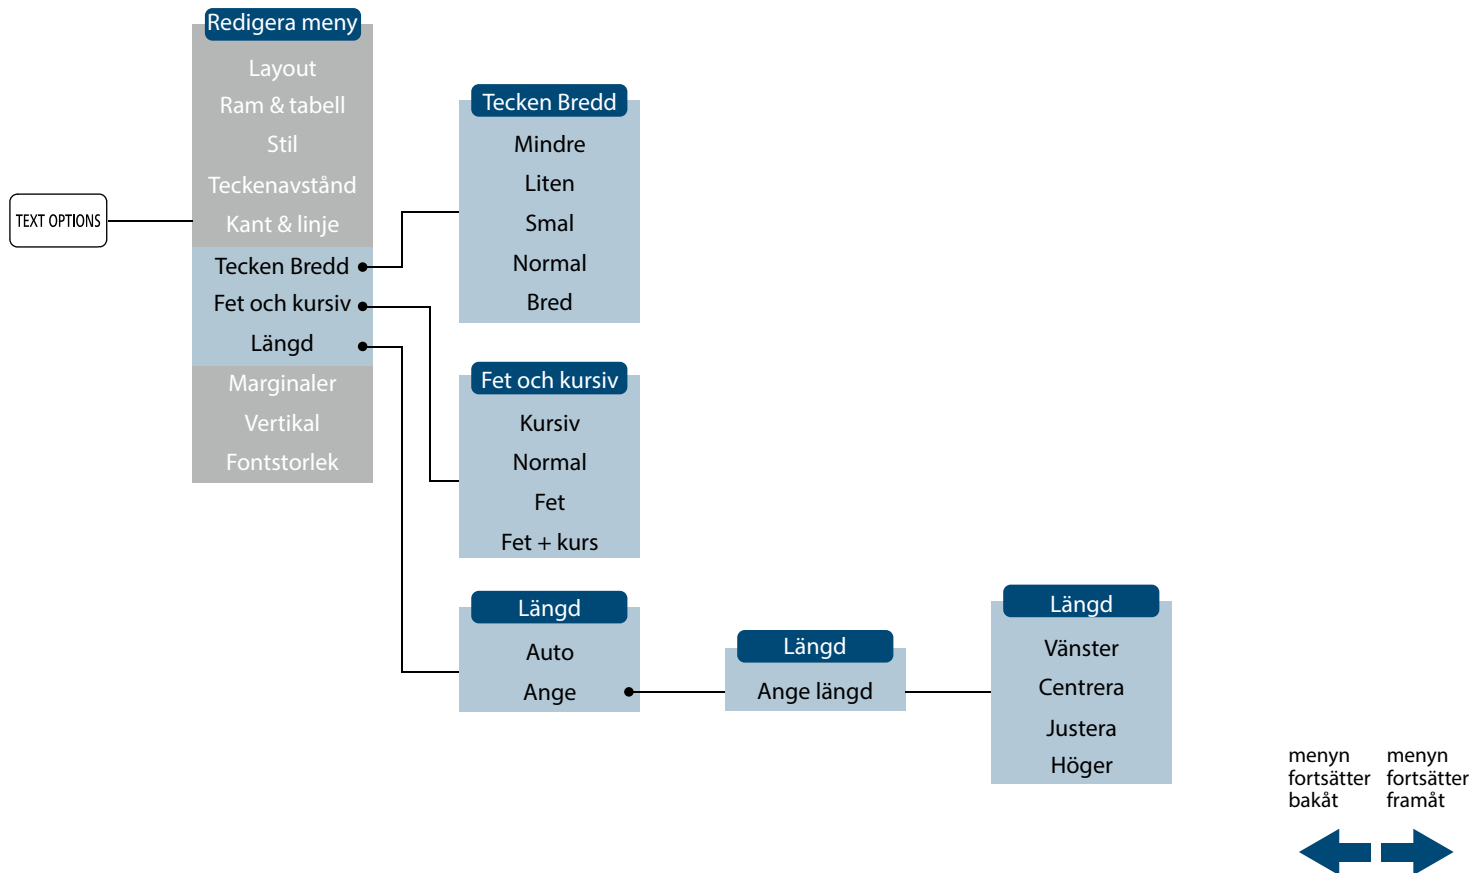 TEXT OPTIONS
Redigera meny
Layout
Ram & tabell
Stil
Teckenavstånd
Kant & linje
Tecken Bredd
Fet och kursiv
Längd
Marginaler
Vertikal
Fontstorlek
Tecken Bredd
Mindre
Liten
Smal
Normal
Bred
Fet och kursiv
Kursiv
Normal
Fet
Fet + kurs
Längd
Auto
Ange
Längd
Ange längd
Längd
Vänster
Centrera
Justera
Höger
menyn
fortsätter
bakåt
menyn
fortsätter
framåt